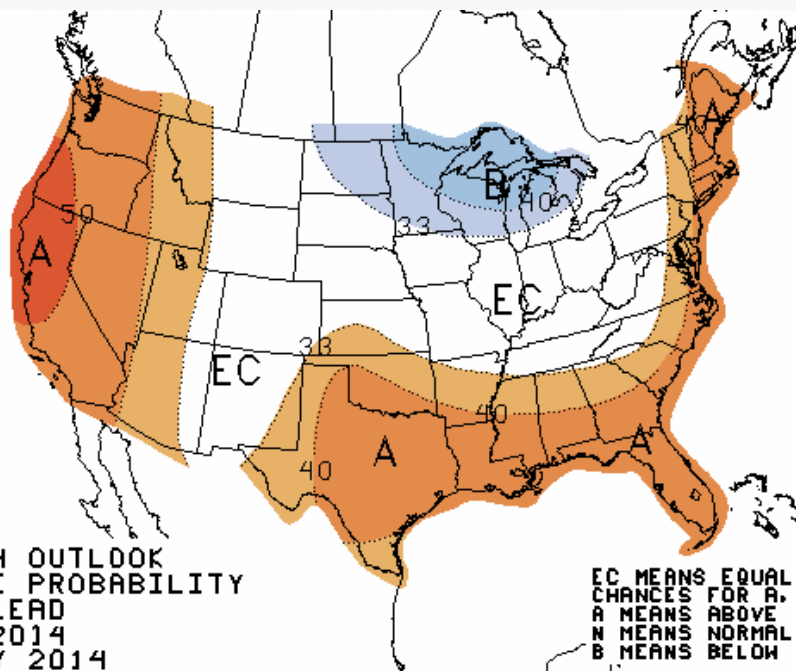 A
50
A
B
40
33
EC
33
EC
40
A
A
40
H OUTLOOK
E PROBABILITY
LEAD
2014
Y 2014
EC MEANS EQUAL
CHANCES FOR A,
A MEANS ABOVE
N MEANS NORMAL
B MEANS BELOW